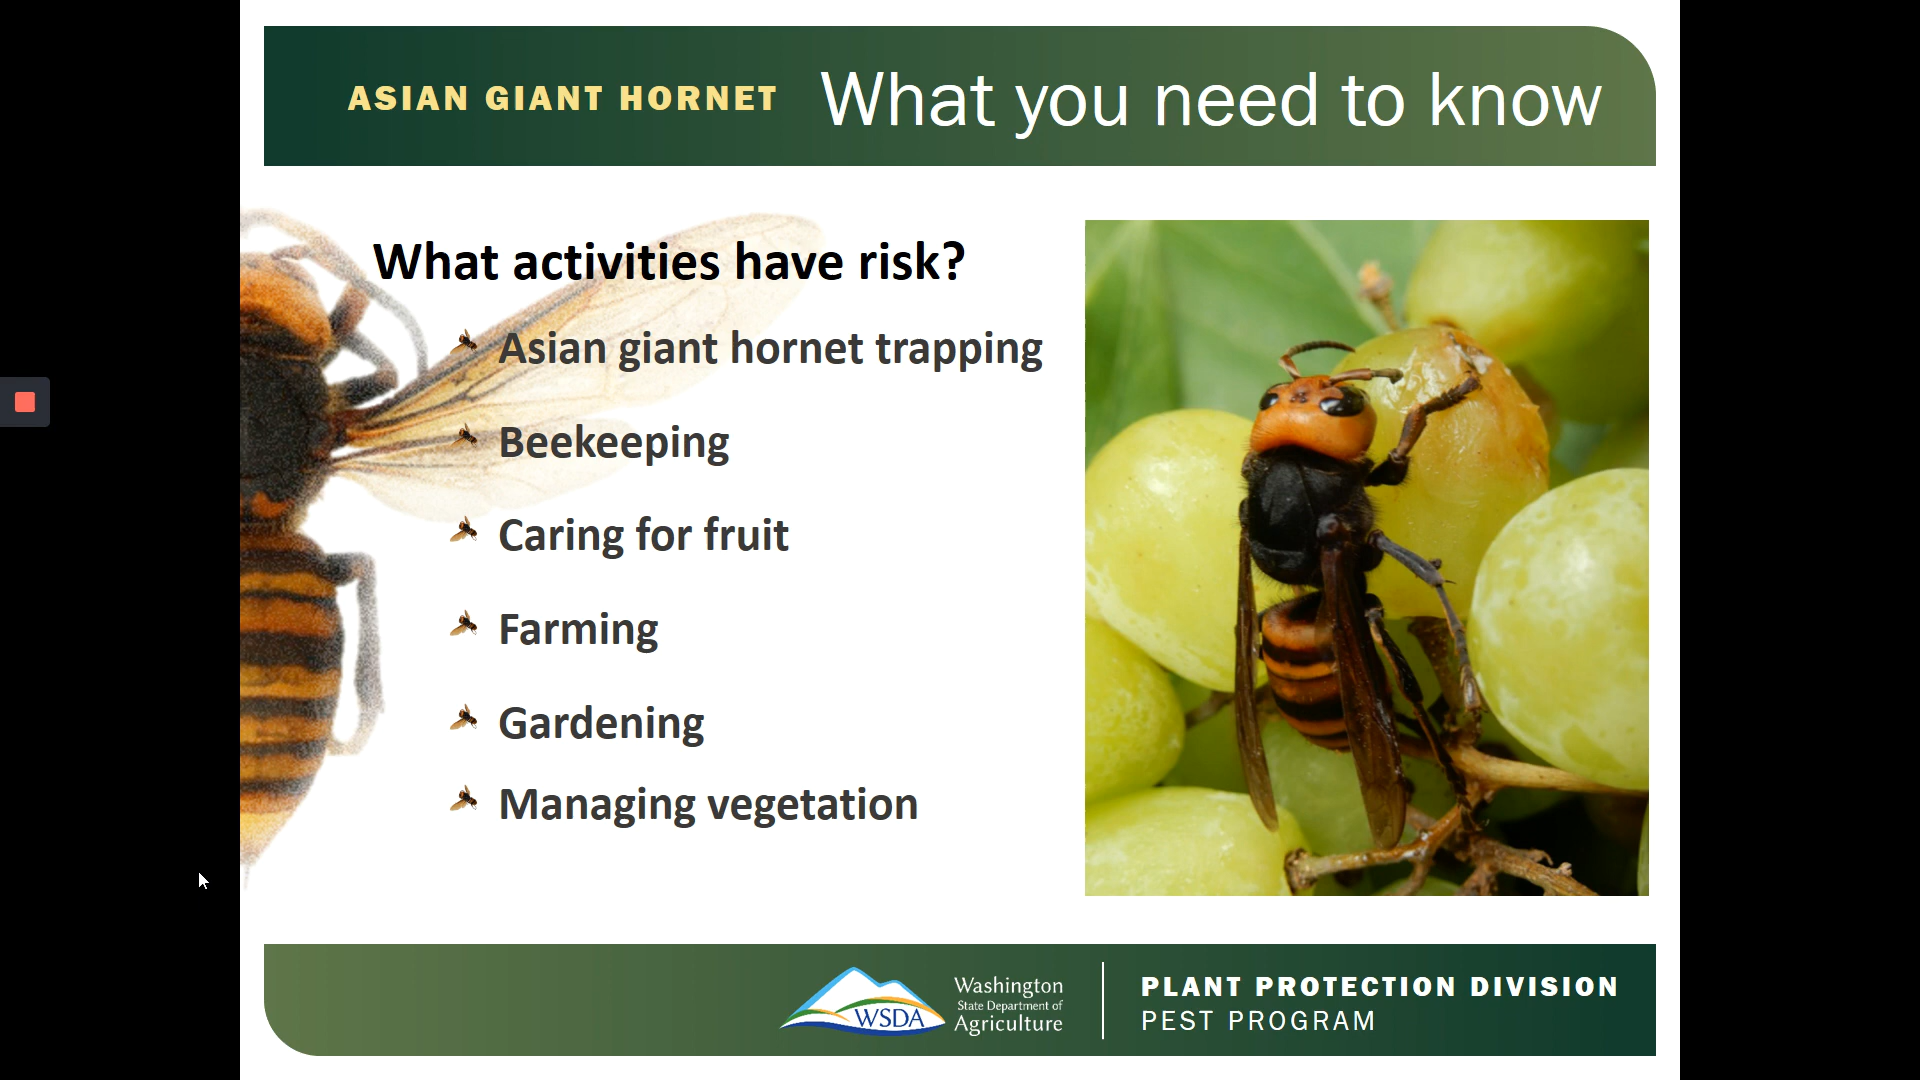 ASIAN GIANT HORNET What you need to know
What activities have risk?
Asian giant hornet trapping
Beekeeping
Caring for fruit
Farming
Gardening
Managing vegetation
WSDA
Washington
State Department of
Agriculture
PLANT PROTECTION DIVISION
PEST PROGRAM